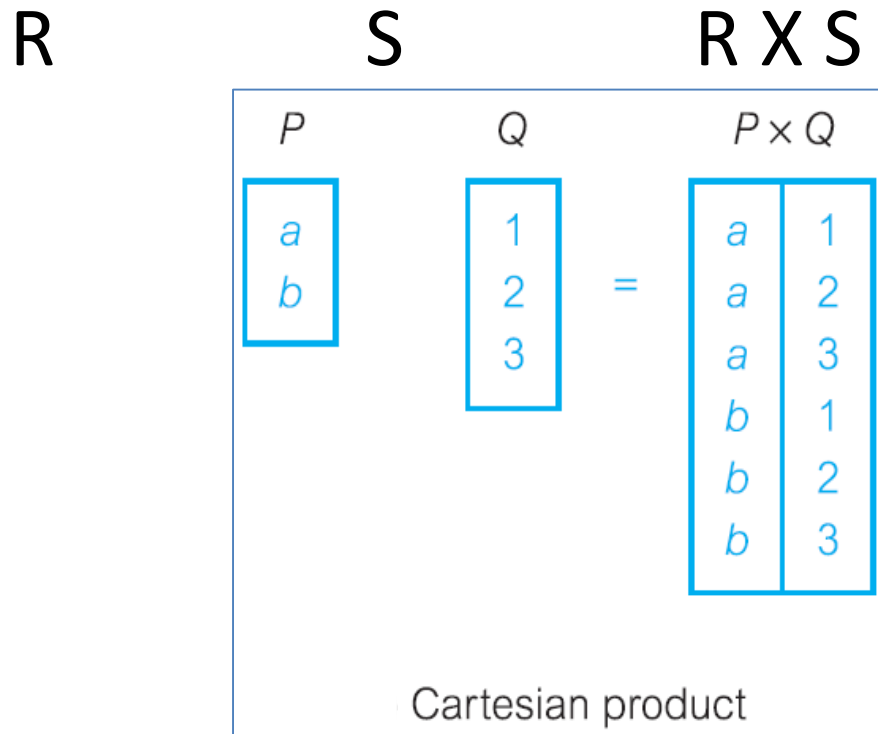 R S R X S
P Q P × Q
a 1 a 1
b 2 = a 2
3 a 3
b 1
b 2
b 3
Cartesian product